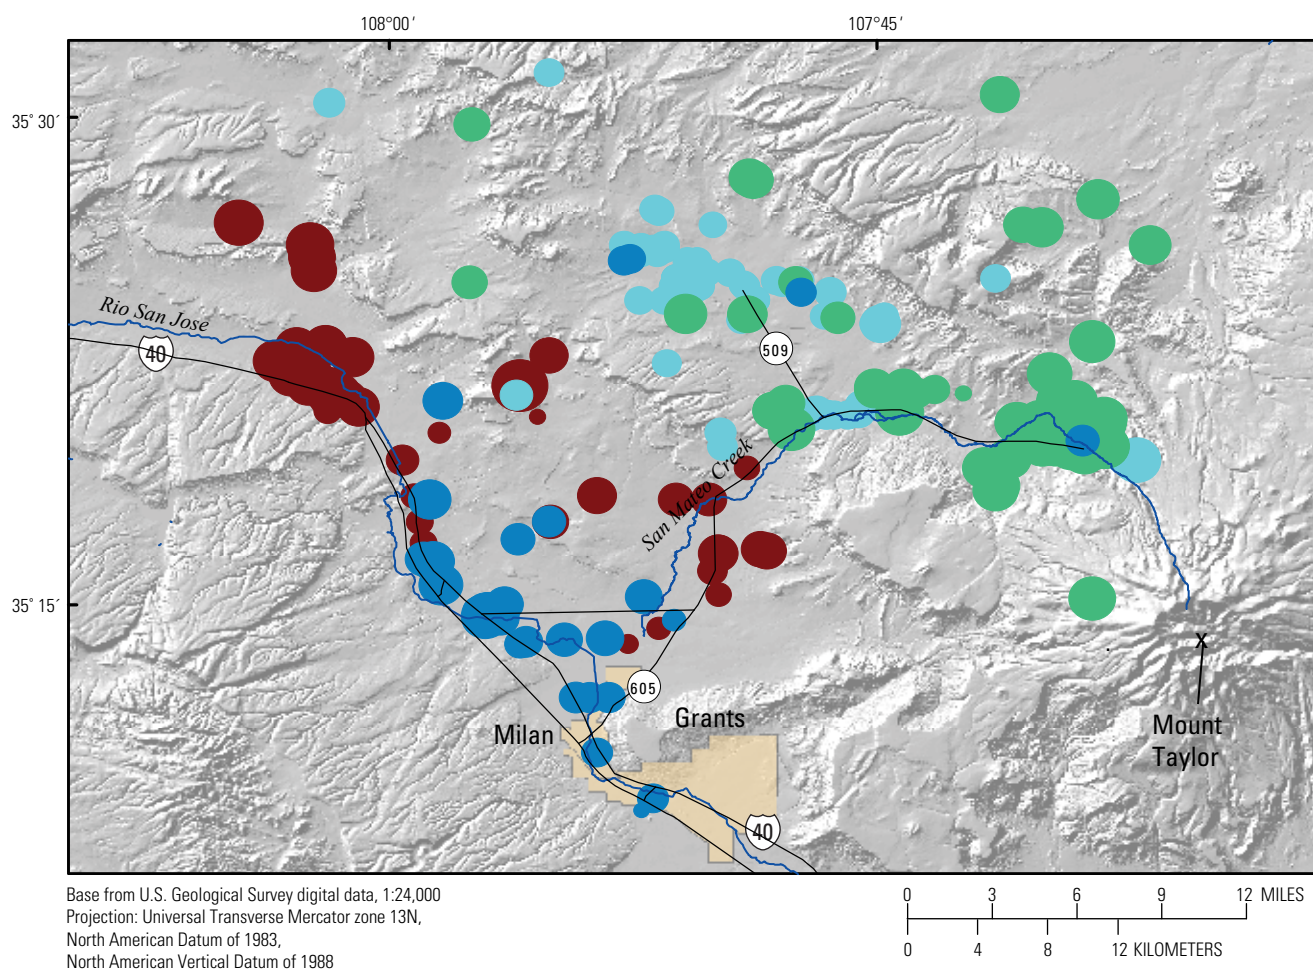 108°00′
107°45′
35°30′
Rio San Jose
40
509
San Mateo Creek
35°15′
605
Milan
Grants
Mount
Taylor
x
40
Base from U.S. Geological Survey digital data, 1:24,000
Projection: Universal Transverse Mercator zone 13N,
North American Datum of 1983,
North American Vertical Datum of 1988
0 3 6 9 12 MILES
0 4 8 12 KILOMETERS